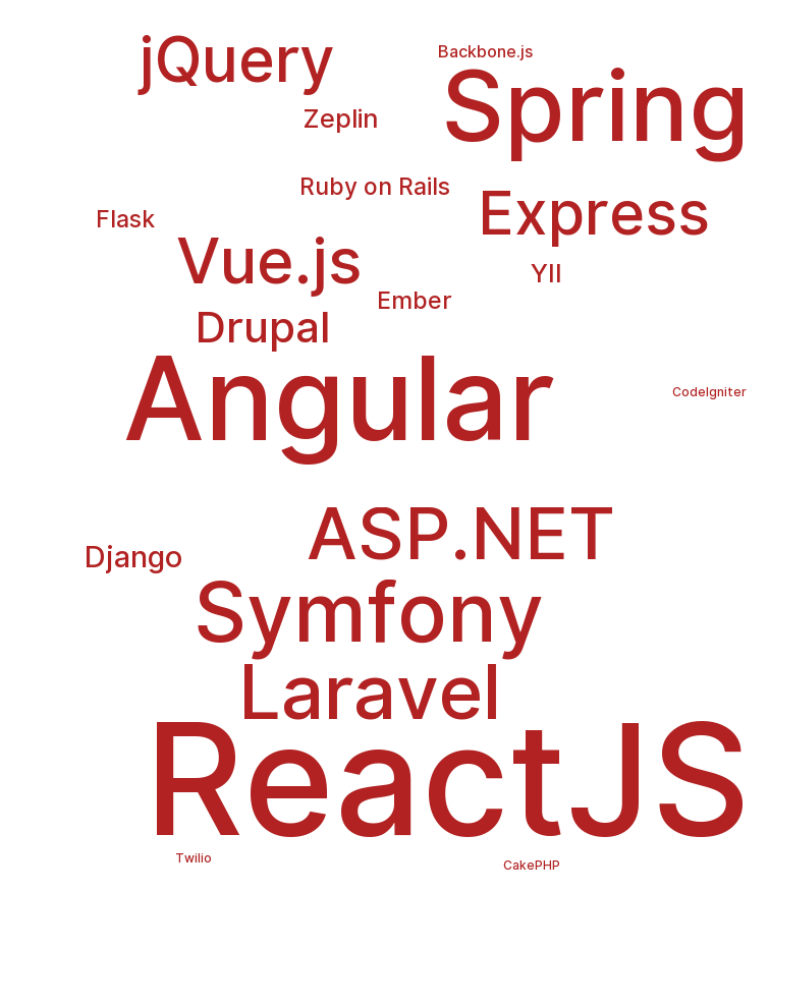 jQuery
Backbone.js
Spring
Zeplin
Ruby on Rails
Express
Flask
Vue.js
YII
Ember
Drupal
Angular
CodeIgniter
ASP.NET
Django
Symfony
Laravel
ReactJS
Twilio
CakePHP